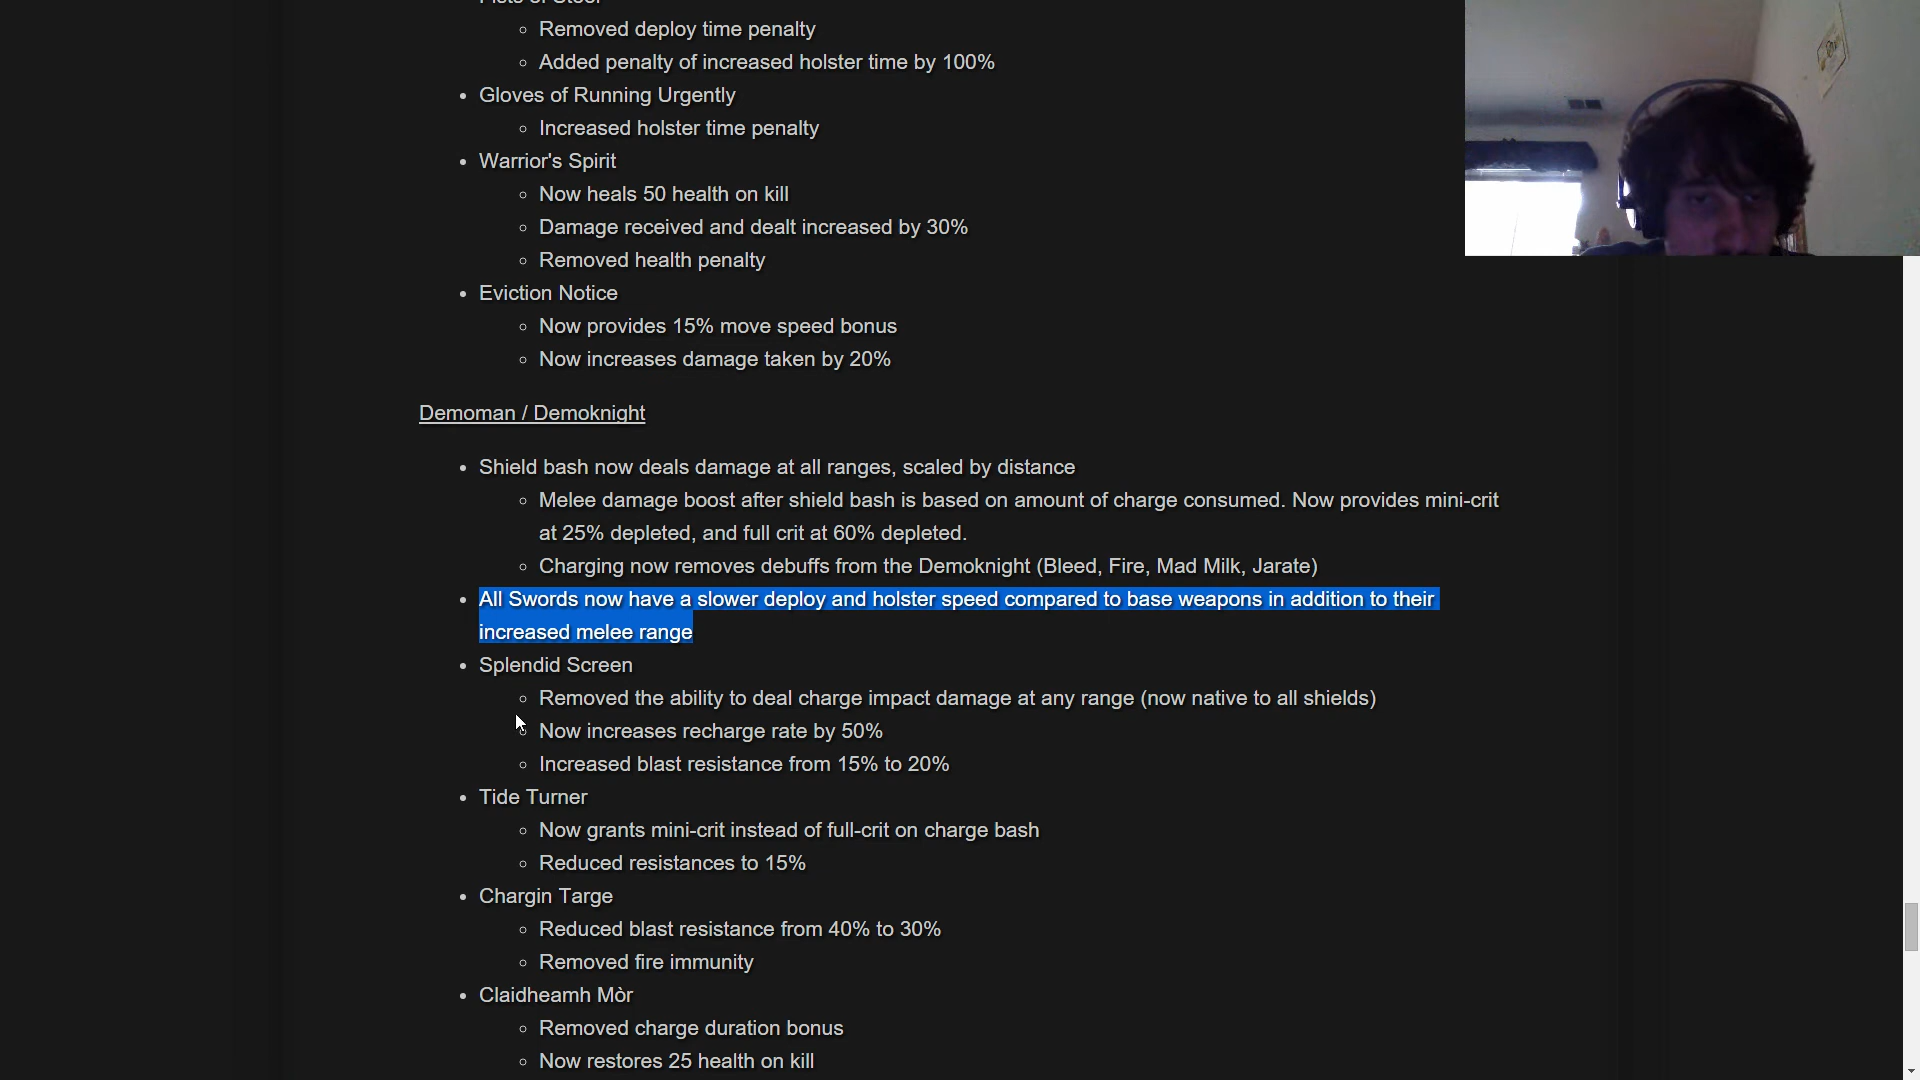 Fists of Steel
Removed deploy time penalty
Added penalty of increased holster time by 100%
Gloves of Running Urgently
Increased holster time penalty
Warrior's Spirit
Now heals 50 health on kill
Damage received and dealt increased by 30%
Removed health penalty
Eviction Notice
Now provides 15% move speed bonus
Now increases damage taken by 20%
Demoman / Demoknight
Shield bash now deals damage at all ranges, scaled by distance
Melee damage boost after shield bash is based on amount of charge consumed. Now provides mini-crit
at 25% depleted, and full crit at 60% depleted.
Charging now removes debuffs from the Demoknight (Bleed, Fire, Mad Milk, Jarate)
All Swords now have a slower deploy and holster speed compared to base weapons in addition to their
increased melee range
Splendid Screen
Removed the ability to deal charge impact damage at any range (now native to all shields)
Now increases recharge rate by 50%
Increased blast resistance from 15% to 20%
Tide Turner
Now grants mini-crit instead of full-crit on charge bash
Reduced resistances to 15%
Chargin Targe
Reduced blast resistance from 40% to 30%
Removed fire immunity
Claidheamh Mòr
Removed charge duration bonus
Now restores 25 health on kill